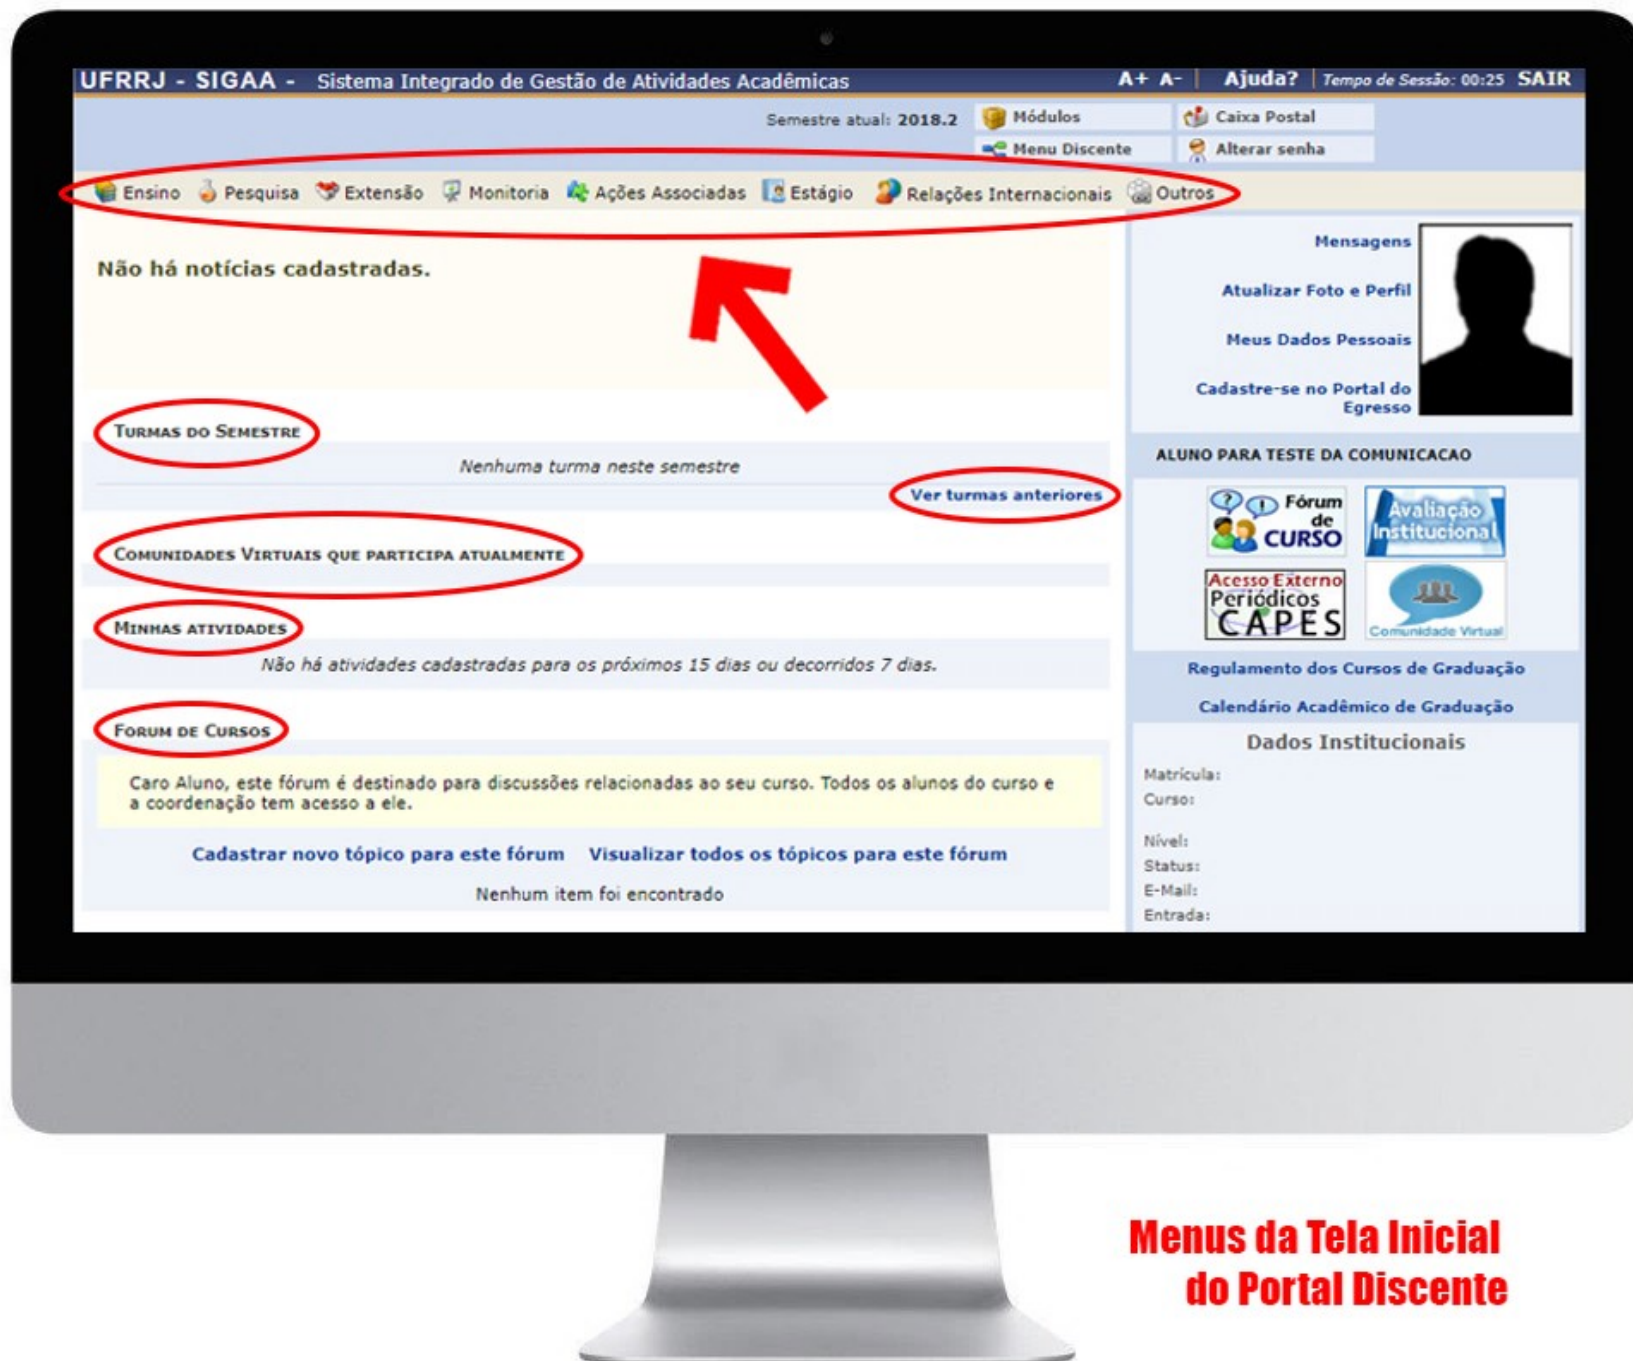 UFRRJ - SIGAA - Sistema Integrado de Gestão de Atividades Acadêmicas A+ A- | Ajuda? | Tempo de Sessão: 00:25 SAIR
Semestre atual: 2018.2 Módulos Caixa Postal
Menu Discente Alterar senha
Ensino Pesquisa Extensão Monitoria Ações Associadas Estágio Relações Internacionais Outros
Não há notícias cadastradas.
TURMAS DO SEMESTRE
Nenhuma turma neste semestre
Ver turmas anteriores
COMUNIDADES VIRTUAIS QUE PARTICIPA ATUALMENTE
MINHAS ATIVIDADES
Não há atividades cadastradas para os próximos 15 dias ou decorridos 7 dias.
FORUM DE CURSOS
Caro Aluno, este fórum é destinado para discussões relacionadas ao seu curso. Todos os alunos do curso e
a coordenação tem acesso a ele.
Cadastrar novo tópico para este fórum Visualizar todos os tópicos para este fórum
Nenhum item foi encontrado
Mensagens
Atualizar Foto e Perfil
Meus Dados Pessoais
Cadastre-se no Portal do
Egresso
ALUNO PARA TESTE DA COMUNICACAO
Fórum
de
CURSO
Avaliação
Institucional
Acesso Externo
Periódicos
CAPES
Comunidade Virtual
Regulamento dos Cursos de Graduação
Calendário Acadêmico de Graduação
Dados Institucionais
Matrícula:
Curso:
Nível:
Status:
E-Mail:
Entrada:
Menus da Tela Inicial
do Portal Discente